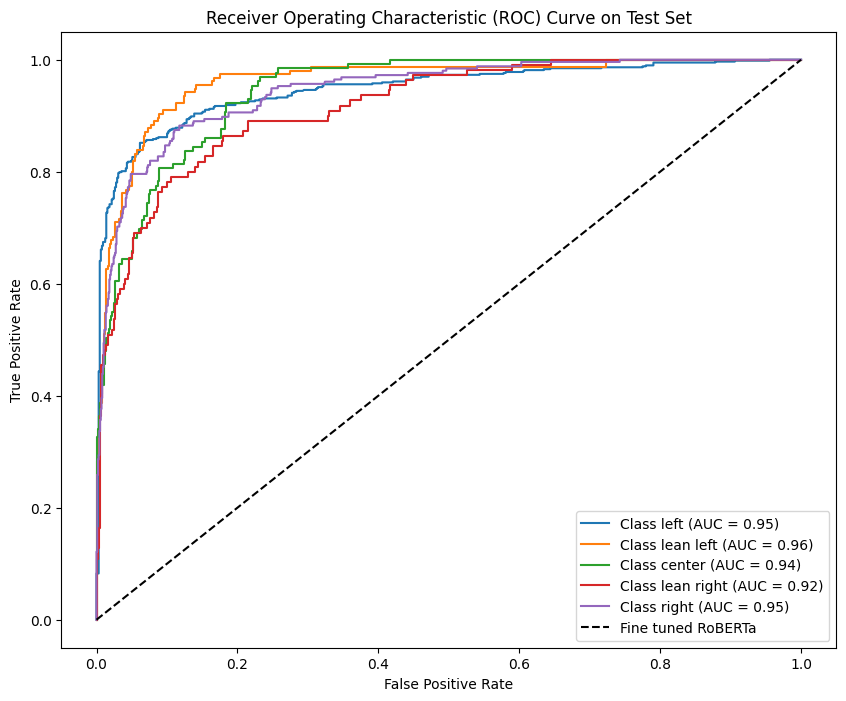 Receiver Operating Characteristic (ROC) Curve on Test Set
1.0
0.8
0.6
0.4
0.2
0.0
True Positive Rate
Class left (AUC = 0.95)
Class lean left (AUC = 0.96)
Class center (AUC = 0.94)
Class lean right (AUC = 0.92)
Class right (AUC = 0.95)
Fine tuned RoBERTa
0.0 0.2 0.4 0.6 0.8 1.0
False Positive Rate